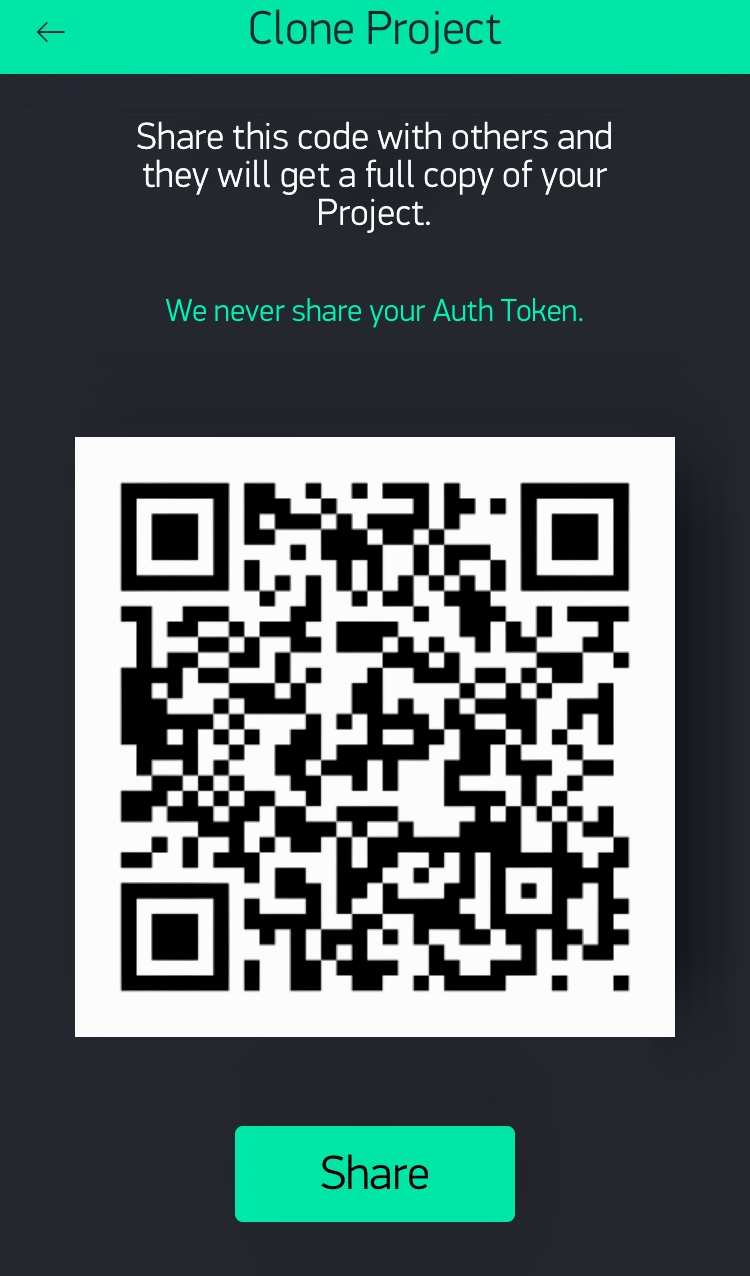 Clone Project
Share this code with others and
they will get a full copy of your
Project.
We never share your Auth Token.
Share